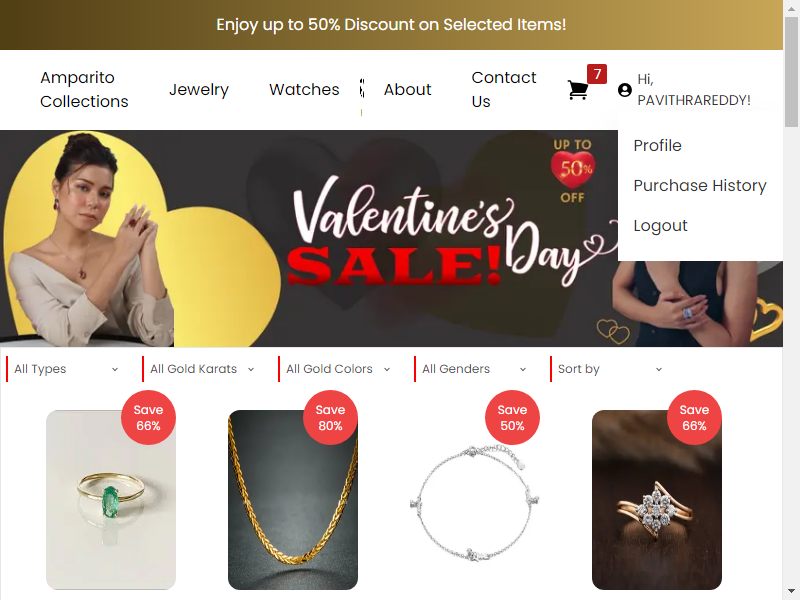 Enjoy up to 50% Discount on Selected Items!
Amparito
Collections
Jewelry
Watches
About
Contact
Us
7
Hi,
PAVITHRAREDDY!
Profile
Purchase History
Logout
UP TO
50%
OFF
Valentine's
Day
SALE!
All Types
All Gold Karats
All Gold Colors
All Genders
Sort by
Save
66%
Save
80%
Save
50%
Save
66%